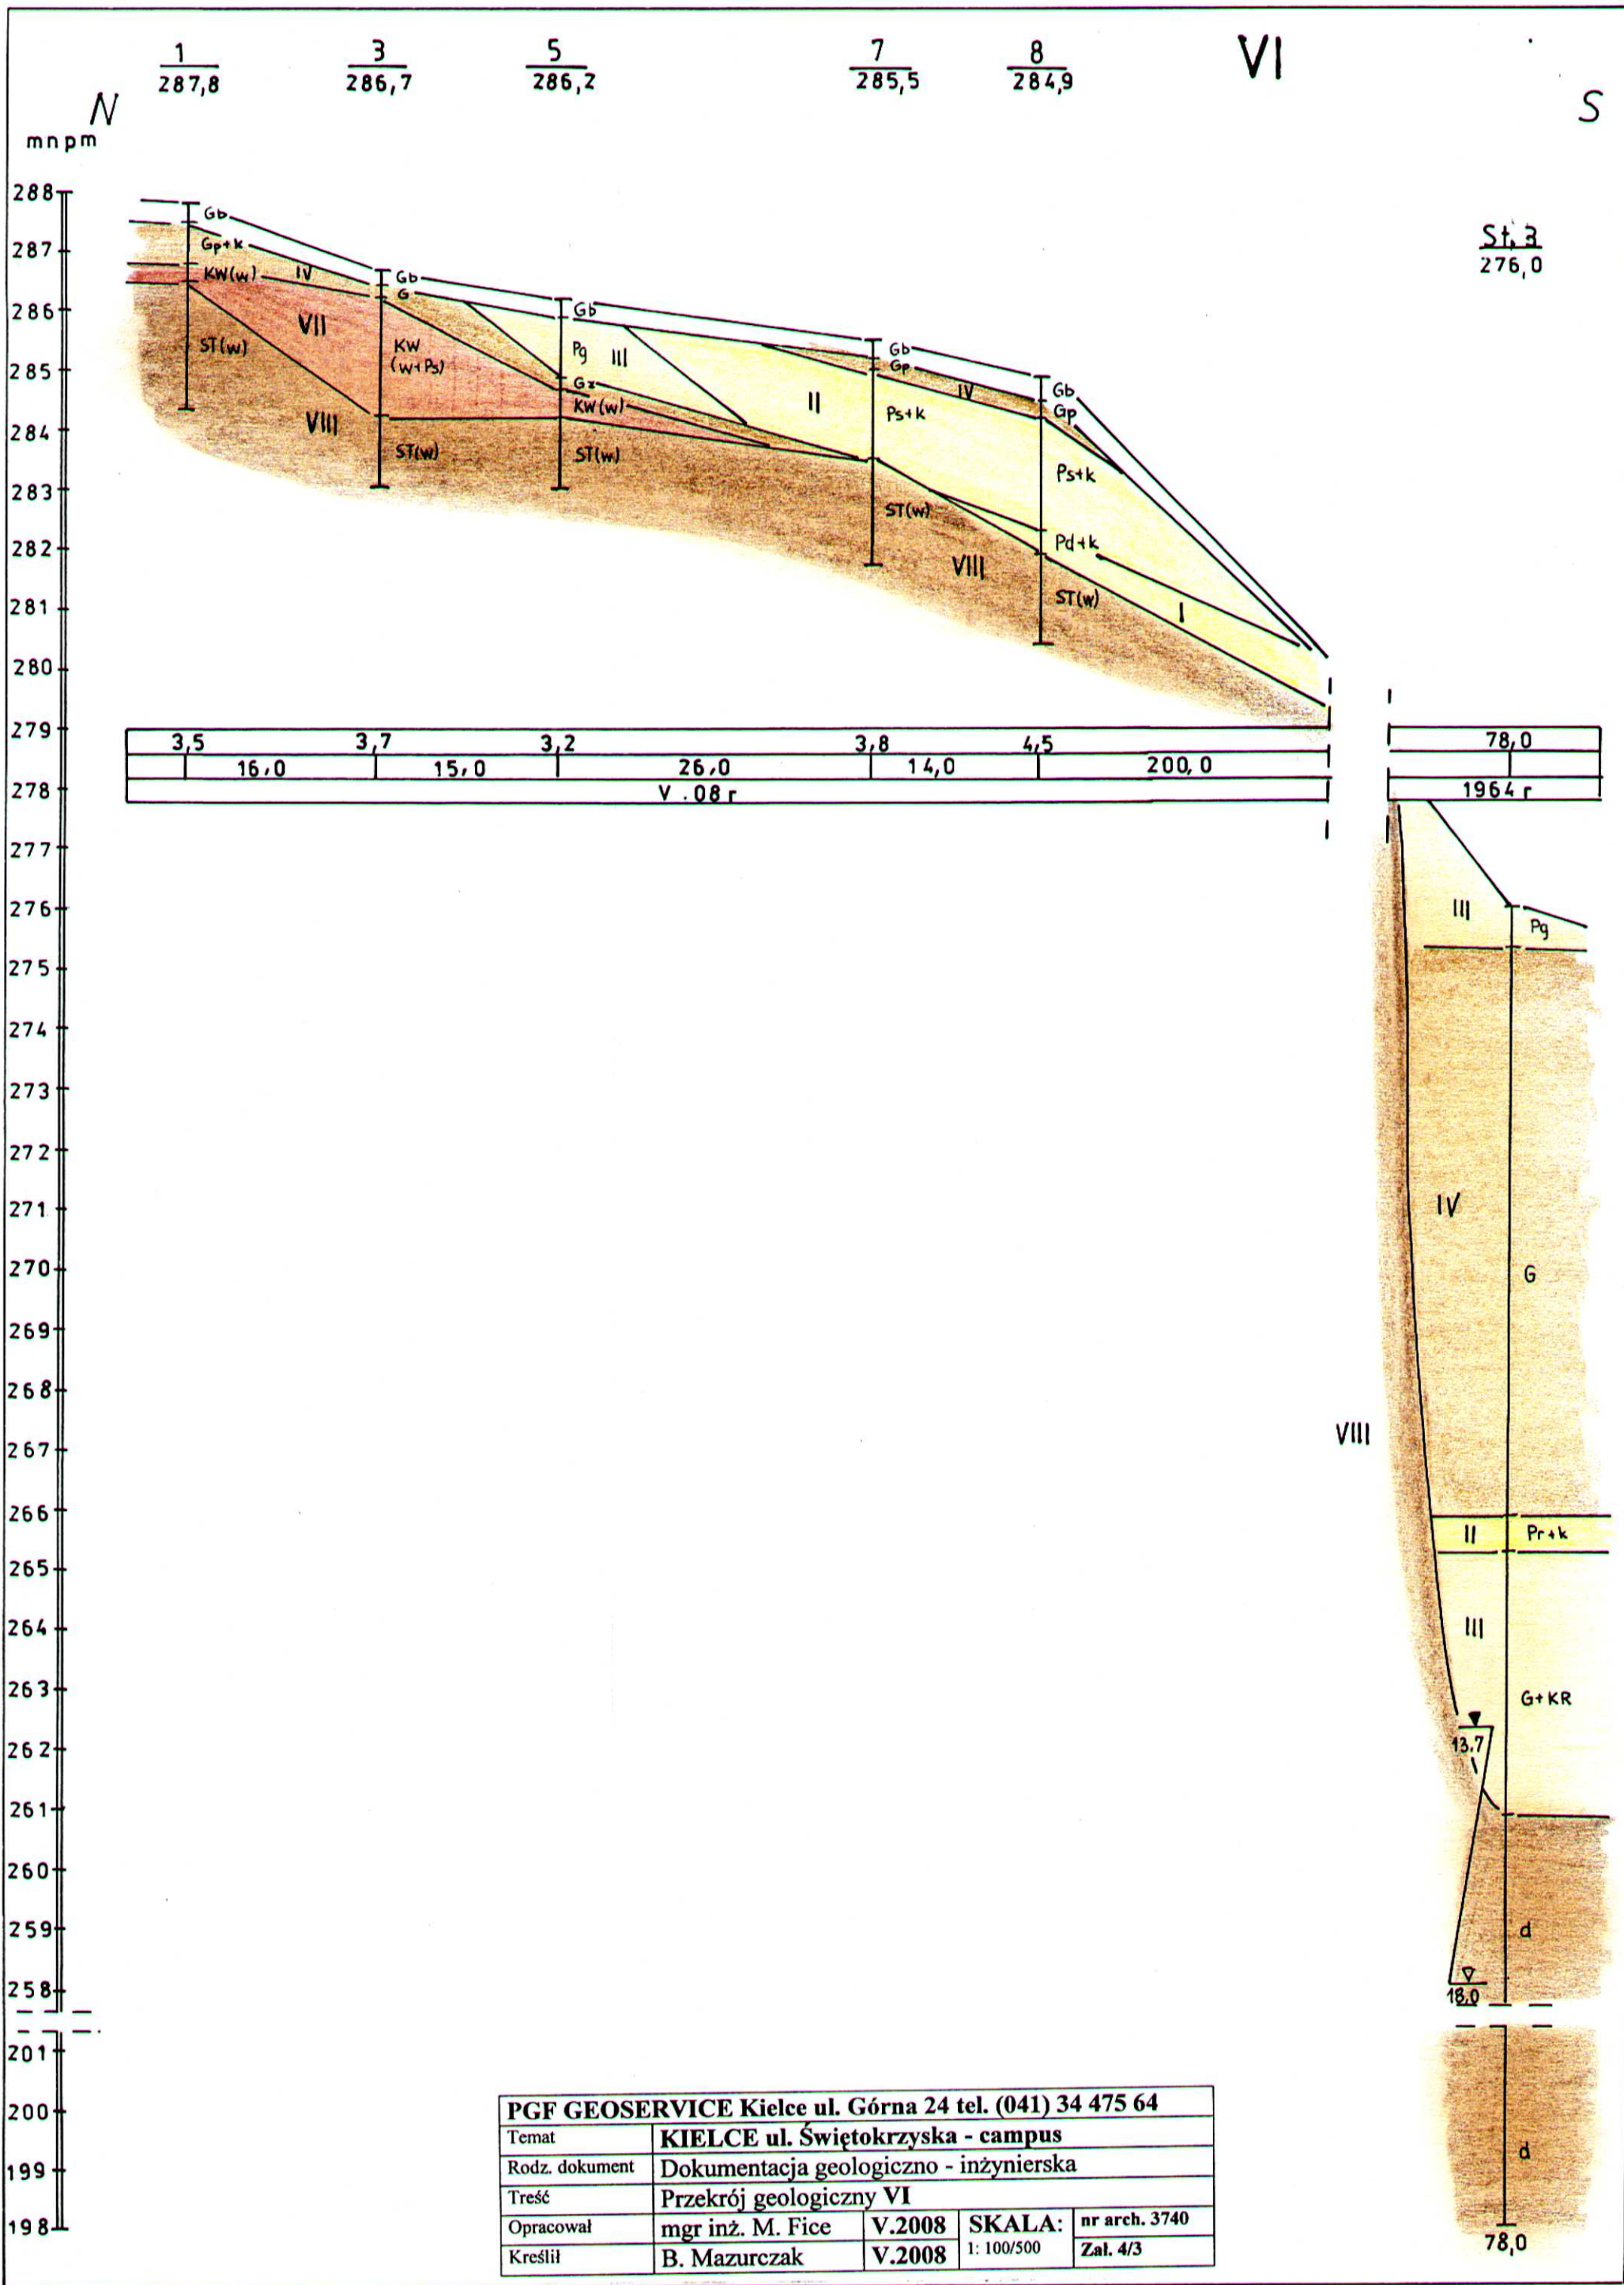 1 3 5 7 8 VI
287,8 286,7 286,2 285,5 284,9
N S
mnpm
St. 3
276,0
288
287
286
285
284
283
282
281
280
279
278
277
276
275
274
273
272
271
270
269
268
267
266
265
264
263
262
261
260
259
258
201
200
199
198
Gb
Gp+k
KW(w)
ST(w)
IV
VII
VIII
Gb
G
KW
(w+Ps)
ST(w)
Gb
Pg III
Gz
KW(w)
ST(w)
II
Gb
Gp
Ps+k
ST(w)
IV
VIII
Gb
Gp
Ps+k
Pd+k
ST(w)
I
3,5 3,7 3,2 3,8 4,5 78,0
16,0 15,0 26,0 14,0 200,0
V.08 r 1964 r
III Pg
IV
G
VIII
II Pr+k
III
G+KR
13.7
d
18,0
d
78,0
PGF GEOSERVICE Kielce ul. Górna 24 tel. (041) 34 475 64
Temat KIELCE ul. Świętokrzyska - campus
Rodz. dokument Dokumentacja geologiczno - inżynierska
Treść Przekrój geologiczny VI
Opracował mgr inż. M. Fice V.2008 SKALA: nr arch. 3740
Kreślił B. Mazurczak V.2008 1: 100/500 Zał. 4/3